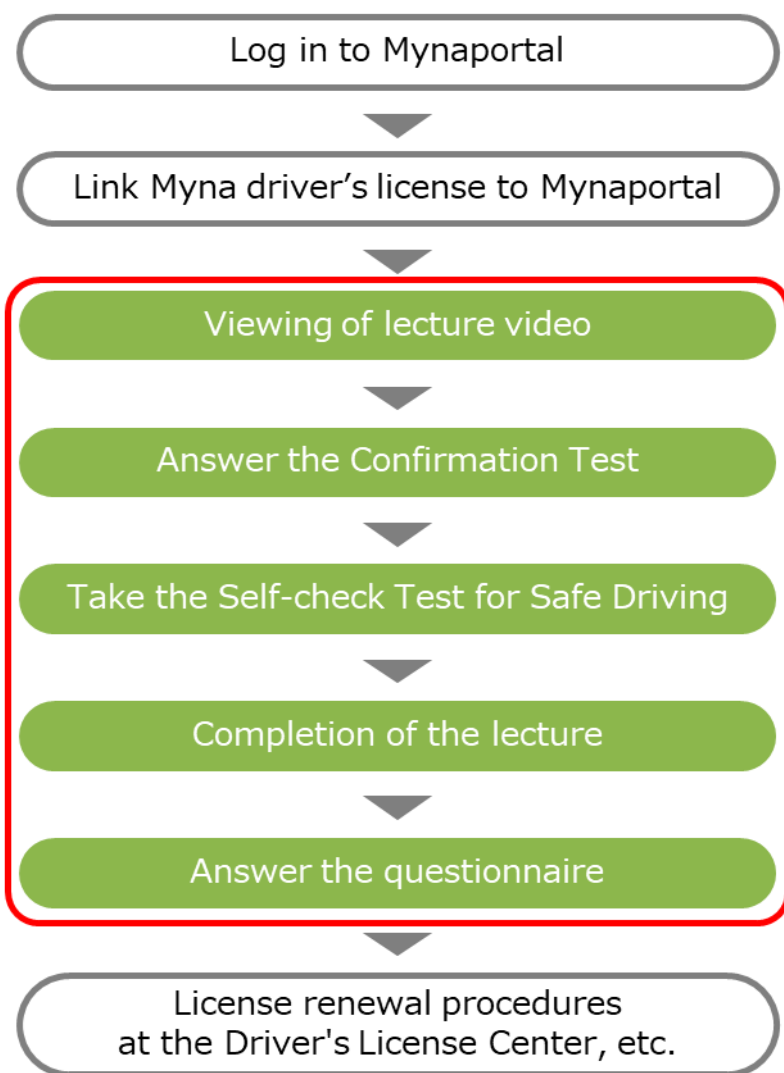 Log in to Mynaportal
Link Myna driver’s license to Mynaportal
Viewing of lecture video
Answer the Confirmation Test
Take the Self-check Test for Safe Driving
Completion of the lecture
Answer the questionnaire
License renewal procedures
at the Driver's License Center, etc.